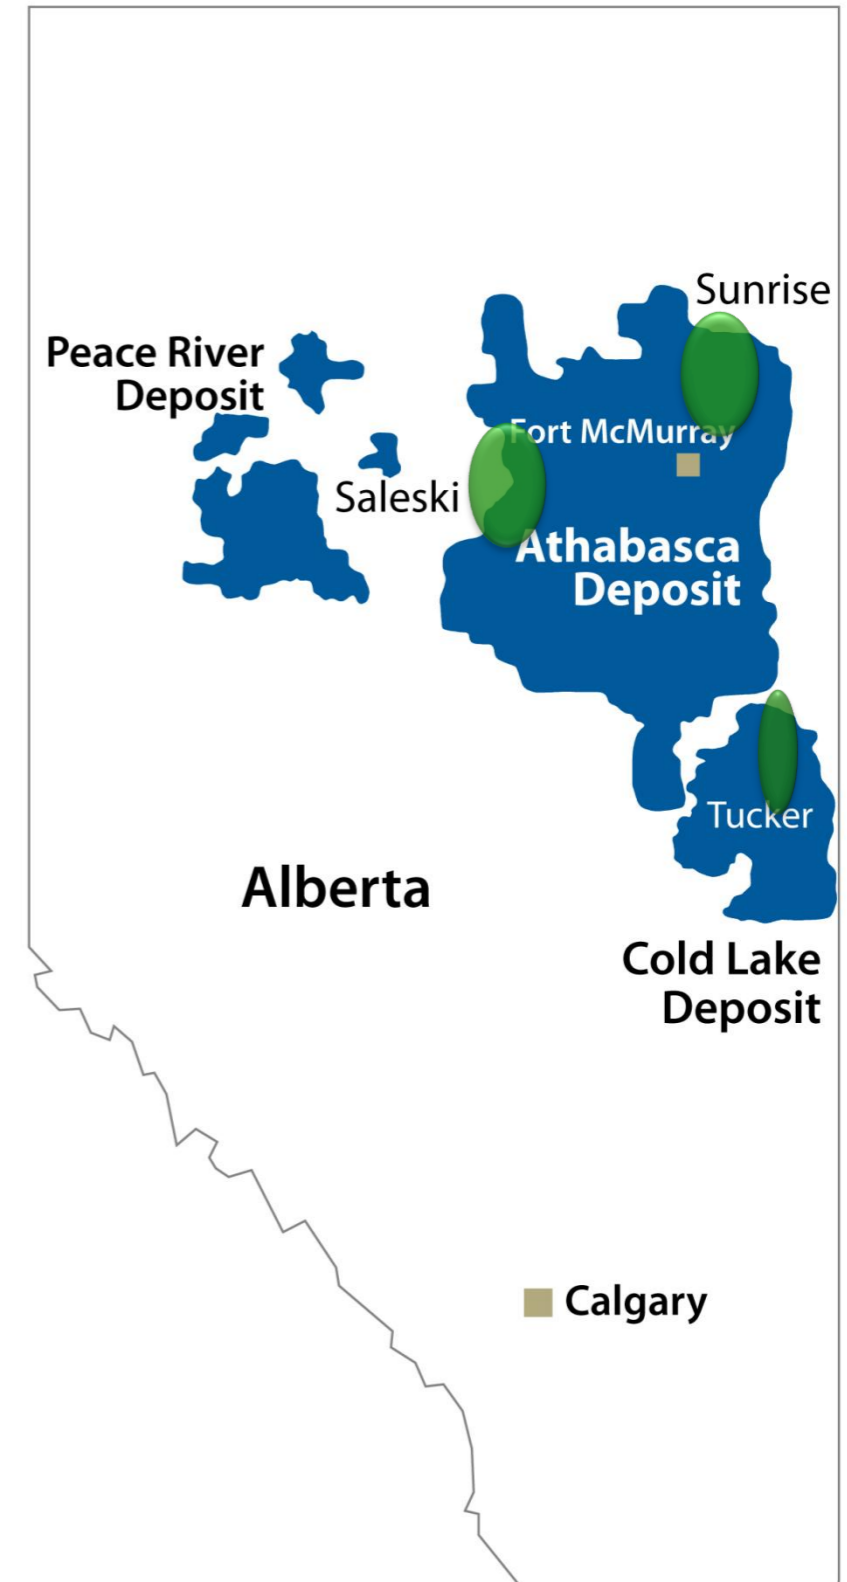 Sunrise
Peace River
Deposit
Fort McMurray
Saleski
Athabasca
Deposit
Tucker
Alberta
Cold Lake
Deposit
Calgary